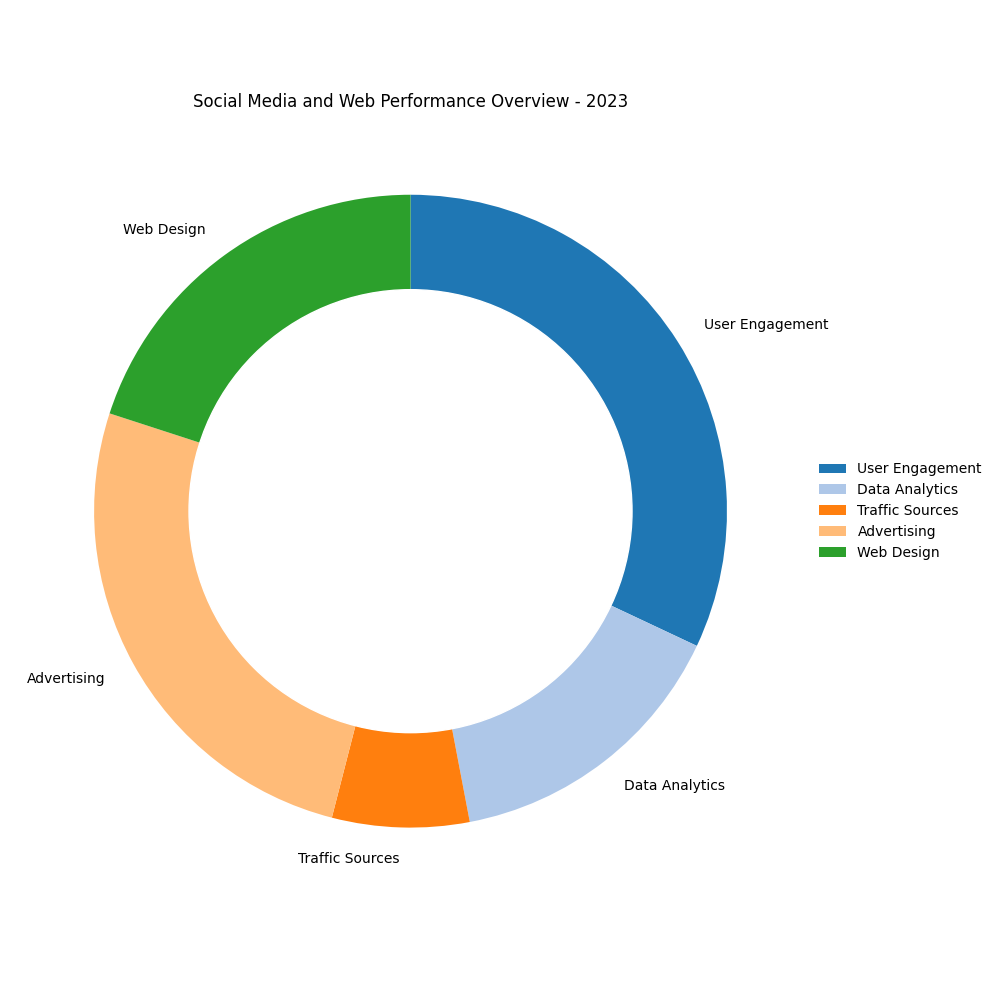 Social Media and Web Performance Overview - 2023
Web Design
User Engagement
Advertising
Data Analytics
Traffic Sources
User Engagement
Data Analytics
Traffic Sources
Advertising
Web Design